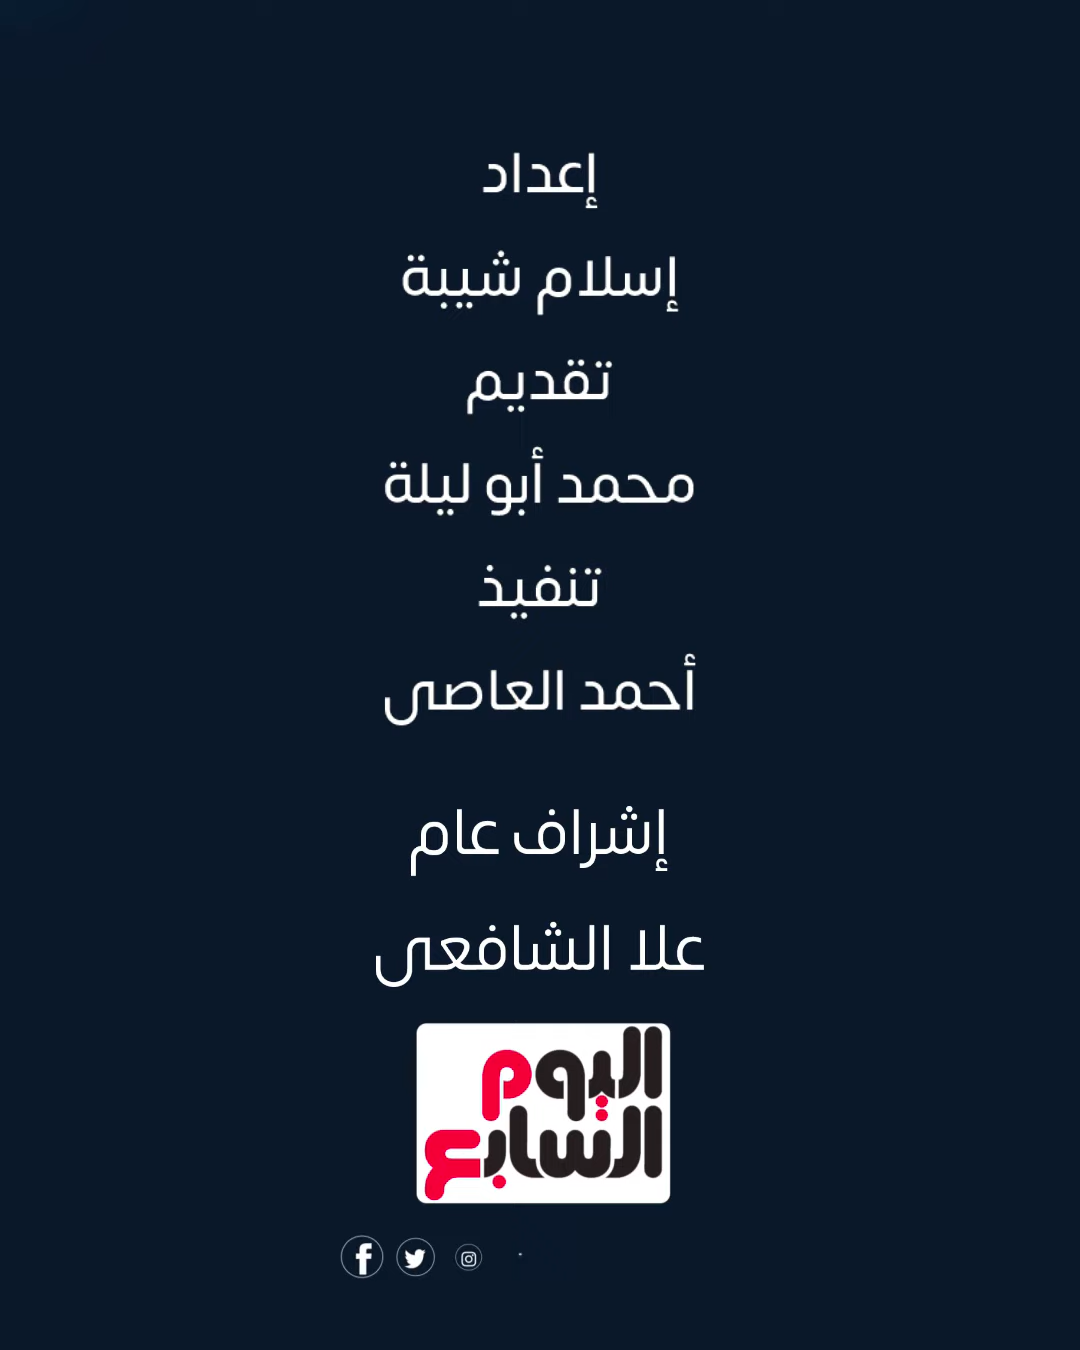 إعداد
إسلام شيبة
تقديم
محمد أبو ليلة
تنفيذ
أحمد العاصى
إشراف عام
علا الشافعى
اليوم
السابع